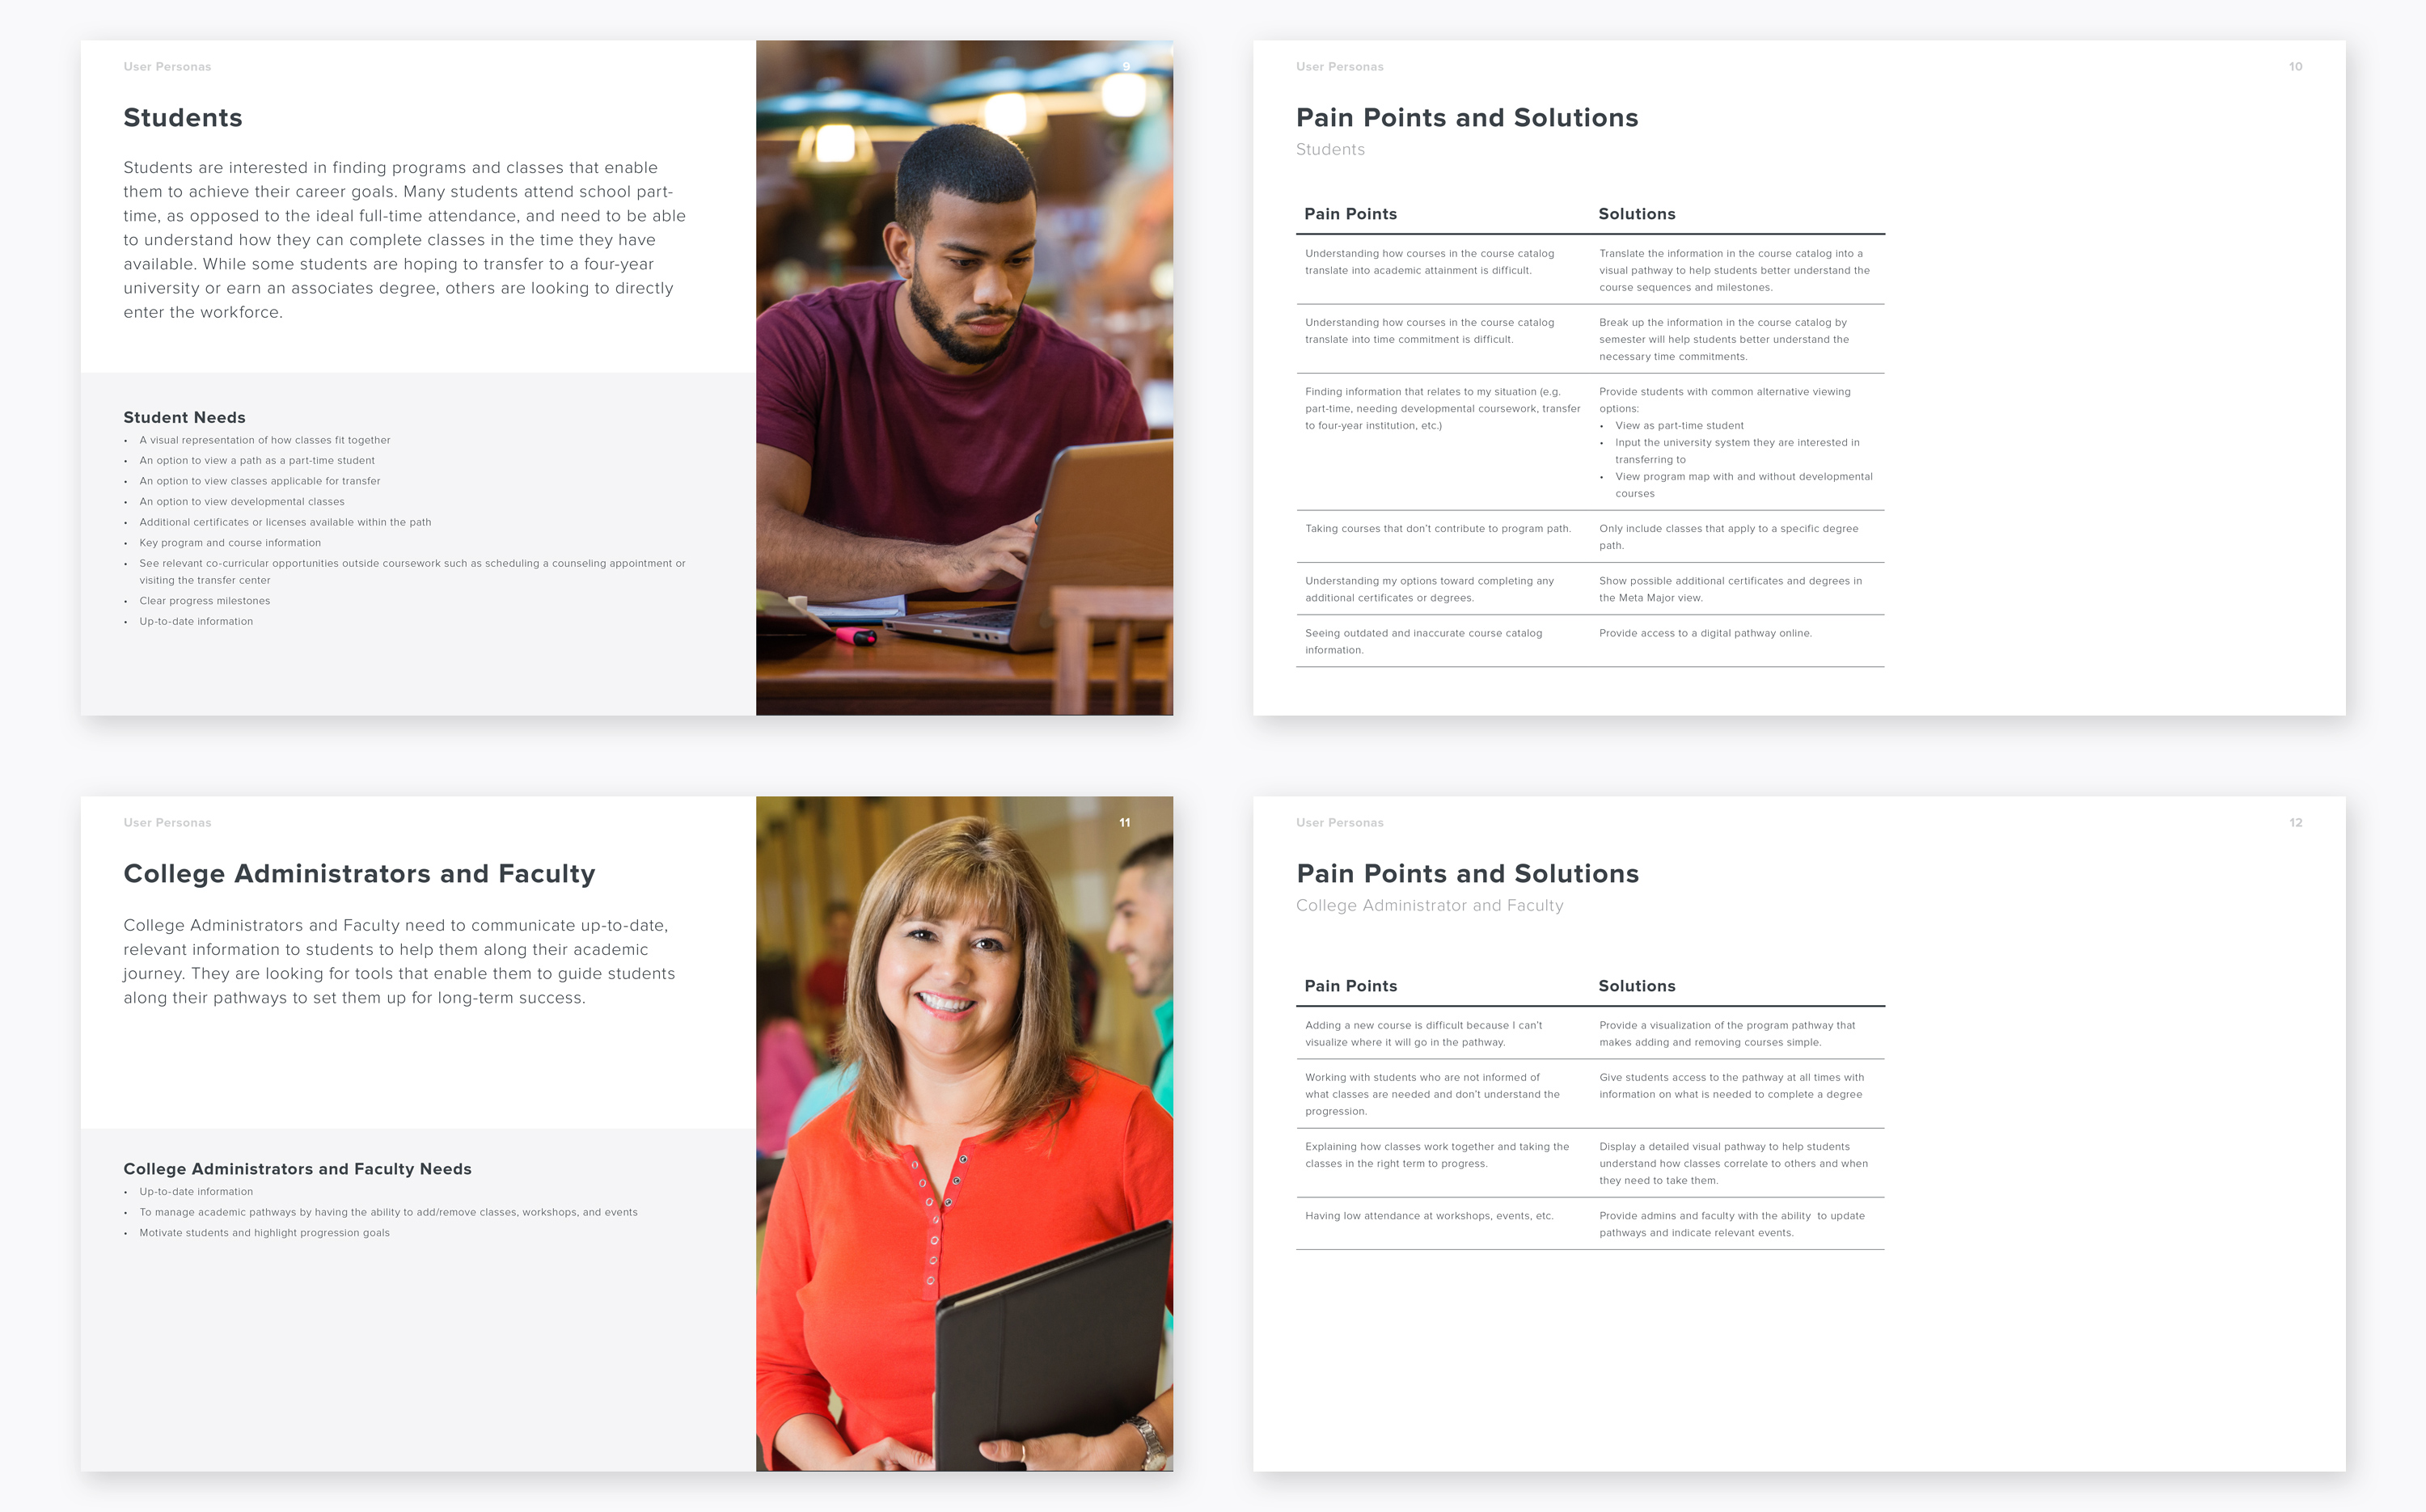 User Personas
9
Students
Students are interested in finding programs and classes that enable
them to achieve their career goals. Many students attend school part-
time, as opposed to the ideal full-time attendance, and need to be able
to understand how they can complete classes in the time they have
available. While some students are hoping to transfer to a four-year
university or earn an associates degree, others are looking to directly
enter the workforce.
Student Needs
• A visual representation of how classes fit together
• An option to view a path as a part-time student
• An option to view classes applicable for transfer
• An option to view developmental classes
• Additional certificates or licenses available within the path
• Key program and course information
• See relevant co-curricular opportunities outside coursework such as scheduling a counseling appointment or
visiting the transfer center
• Clear progress milestones
• Up-to-date information
User Personas
10
Pain Points and Solutions
Students
Pain Points
Solutions
Understanding how courses in the course catalog
translate into academic attainment is difficult.
Translate the information in the course catalog into a
visual pathway to help students better understand the
course sequences and milestones.
Understanding how courses in the course catalog
translate into time commitment is difficult.
Break up the information in the course catalog by
semester will help students better understand the
necessary time commitments.
Finding information that relates to my situation (e.g.
part-time, needing developmental coursework, transfer
to four-year institution, etc.)
Provide students with common alternative viewing
options:
• View as part-time student
• Input the university system they are interested in
transferring to
• View program map with and without developmental
courses
Taking courses that don’t contribute to program path.
Only include classes that apply to a specific degree
path.
Understanding my options toward completing any
additional certificates or degrees.
Show possible additional certificates and degrees in
the Meta Major view.
Seeing outdated and inaccurate course catalog
information.
Provide access to a digital pathway online.
User Personas
11
College Administrators and Faculty
College Administrators and Faculty need to communicate up-to-date,
relevant information to students to help them along their academic
journey. They are looking for tools that enable them to guide students
along their pathways to set them up for long-term success.
College Administrators and Faculty Needs
• Up-to-date information
• To manage academic pathways by having the ability to add/remove classes, workshops, and events
• Motivate students and highlight progression goals
User Personas
12
Pain Points and Solutions
College Administrator and Faculty
Pain Points
Solutions
Adding a new course is difficult because I can’t
visualize where it will go in the pathway.
Provide a visualization of the program pathway that
makes adding and removing courses simple.
Working with students who are not informed of
what classes are needed and don’t understand the
progression.
Give students access to the pathway at all times with
information on what is needed to complete a degree
Explaining how classes work together and taking the
classes in the right term to progress.
Display a detailed visual pathway to help students
understand how classes correlate to others and when
they need to take them.
Having low attendance at workshops, events, etc.
Provide admins and faculty with the ability  to update
pathways and indicate relevant events.